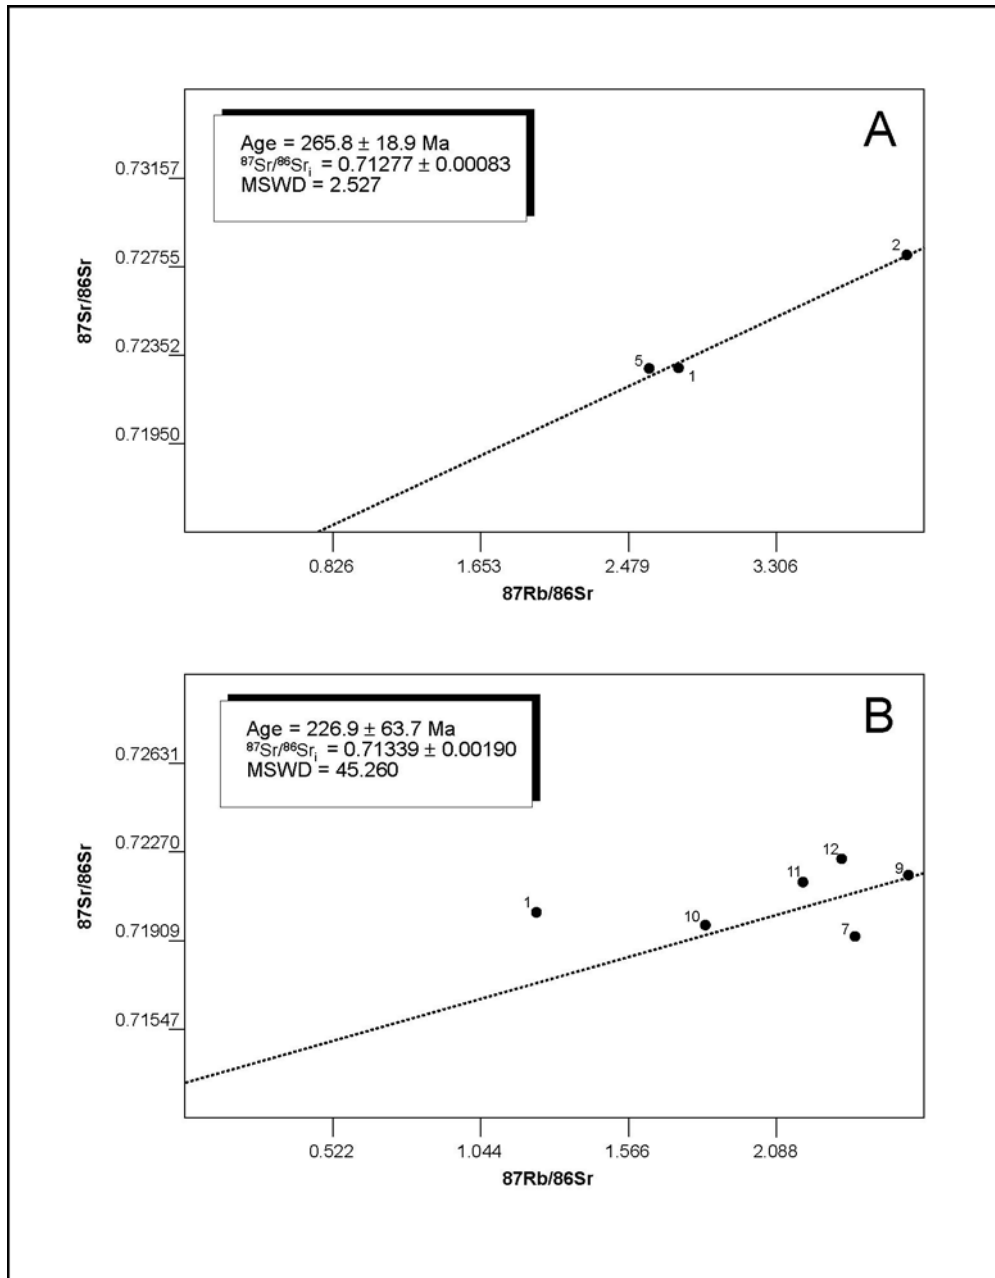 A
Age = 265.8 ± 18.9 Ma
⁸⁷Sr/⁸⁶Srᵢ = 0.71277 ± 0.00083
MSWD = 2.527
0.73157
0.72755
0.72352
0.71950
87Sr/86Sr
2
5
1
0.826 1.653 2.479 3.306
87Rb/86Sr
B
Age = 226.9 ± 63.7 Ma
⁸⁷Sr/⁸⁶Srᵢ = 0.71339 ± 0.00190
MSWD = 45.260
0.72631
0.72270
0.71909
0.71547
87Sr/86Sr
12
11
9
1
10
7
0.522 1.044 1.566 2.088
87Rb/86Sr